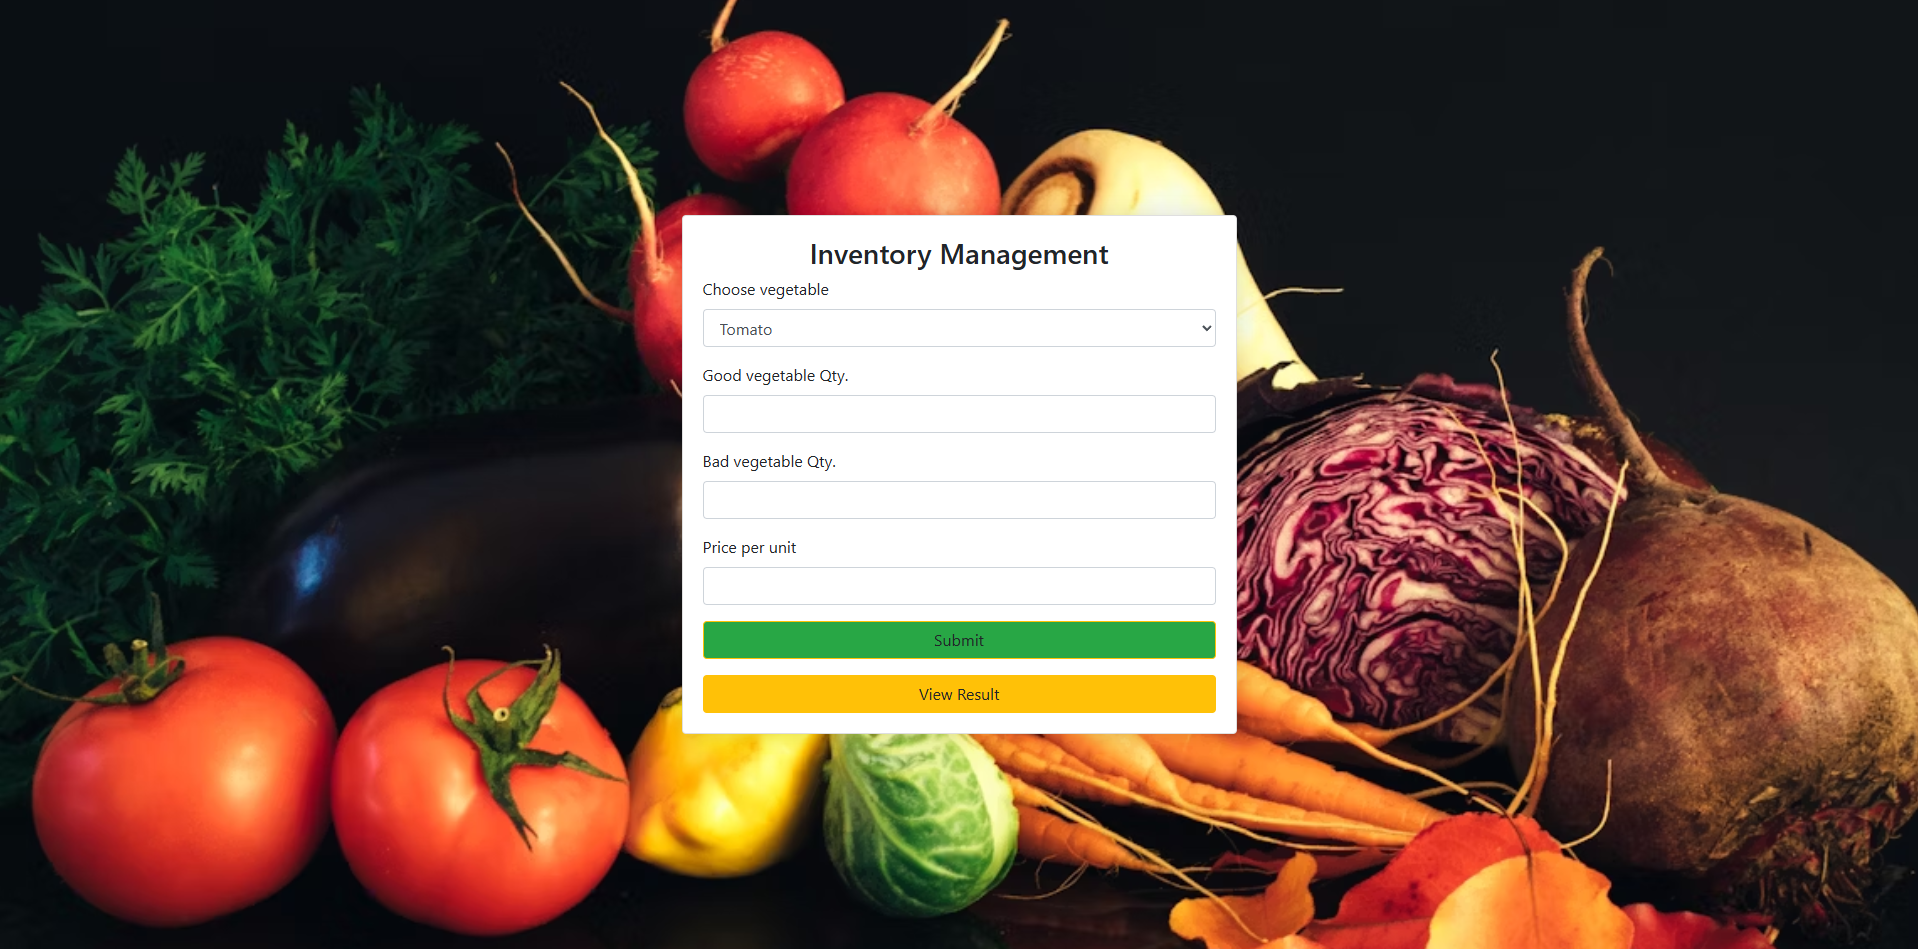 Inventory Management
Choose vegetable
Tomato
Good vegetable Qty.
Bad vegetable Qty.
Price per unit
Submit
View Result